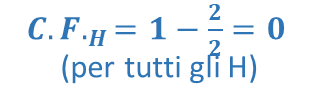 C.F.H = 1 − 2/2 = 0
(per tutti gli H)